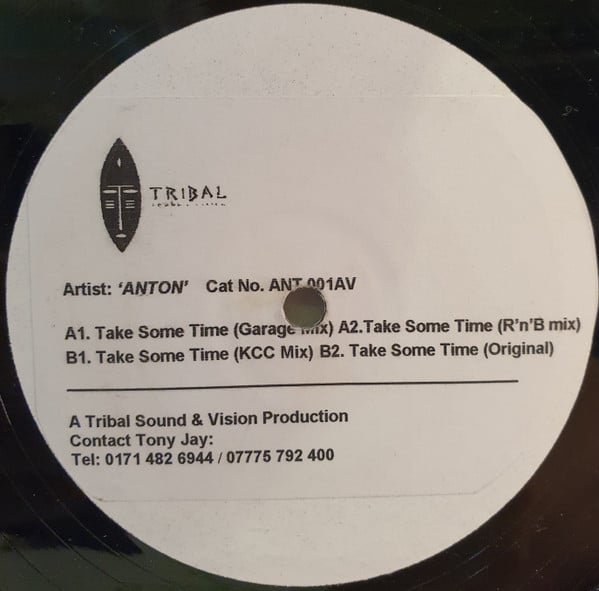 TRIBAL
Artist: 'ANTON' Cat No. ANT 001AV
A1. Take Some Time (Garage Mix) A2.Take Some Time (R'n'B mix)
B1. Take Some Time (KCC Mix) B2. Take Some Time (Original)
A Tribal Sound & Vision Production
Contact Tony Jay:
Tel: 0171 482 6944 / 07775 792 400